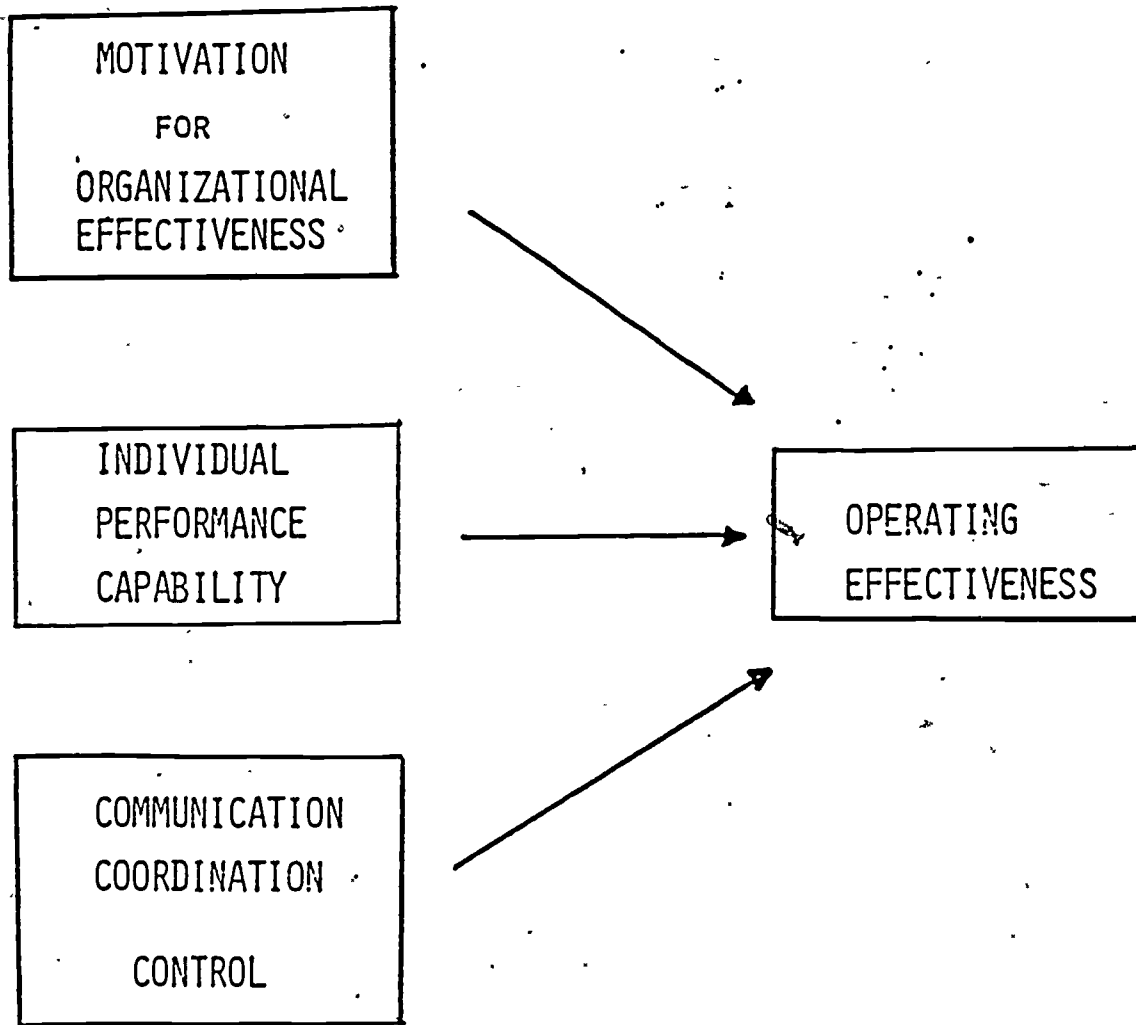 MOTIVATION
FOR
ORGANIZATIONAL
EFFECTIVENESS
INDIVIDUAL
PERFORMANCE
CAPABILITY
OPERATING
EFFECTIVENESS
COMMUNICATION
COORDINATION
CONTROL